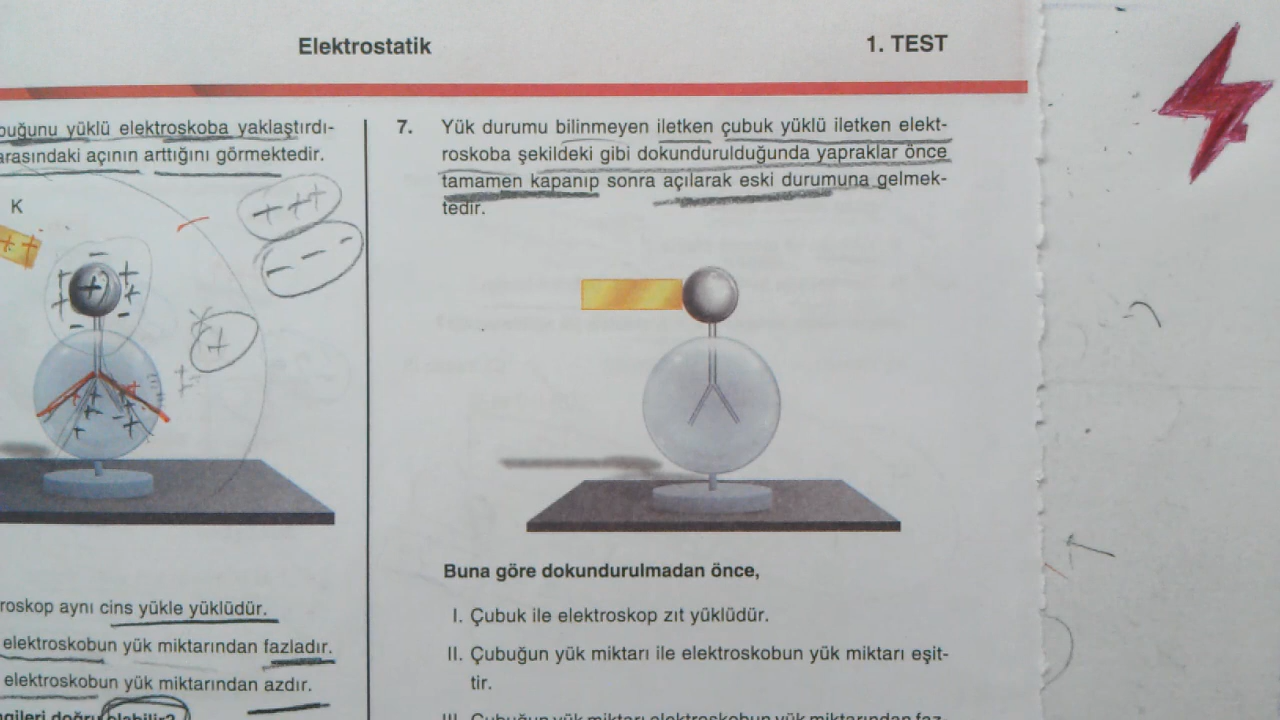 Elektrostatik
1. TEST
buğunu yüklü elektroskoba yaklaştırdı-
arasındaki açının arttığını görmektedir.
K
+ +
+++
- - -
+
7. Yük durumu bilinmeyen iletken çubuk yüklü iletken elekt-
roskoba şekildeki gibi dokundurulduğunda yapraklar önce
tamamen kapanıp sonra açılarak eski durumuna gelmek-
tedir.
Buna göre dokundurulmadan önce,
I. Çubuk ile elektroskop zıt yüklüdür.
II. Çubuğun yük miktarı ile elektroskobun yük miktarı eşit-
tir.
III. Çubuğun yük miktarı elektroskobun yük miktarından faz-
roskop aynı cins yükle yüklüdür.
elektroskobun yük miktarından fazladır.
elektroskobun yük miktarından azdır.
doğru olabilir?